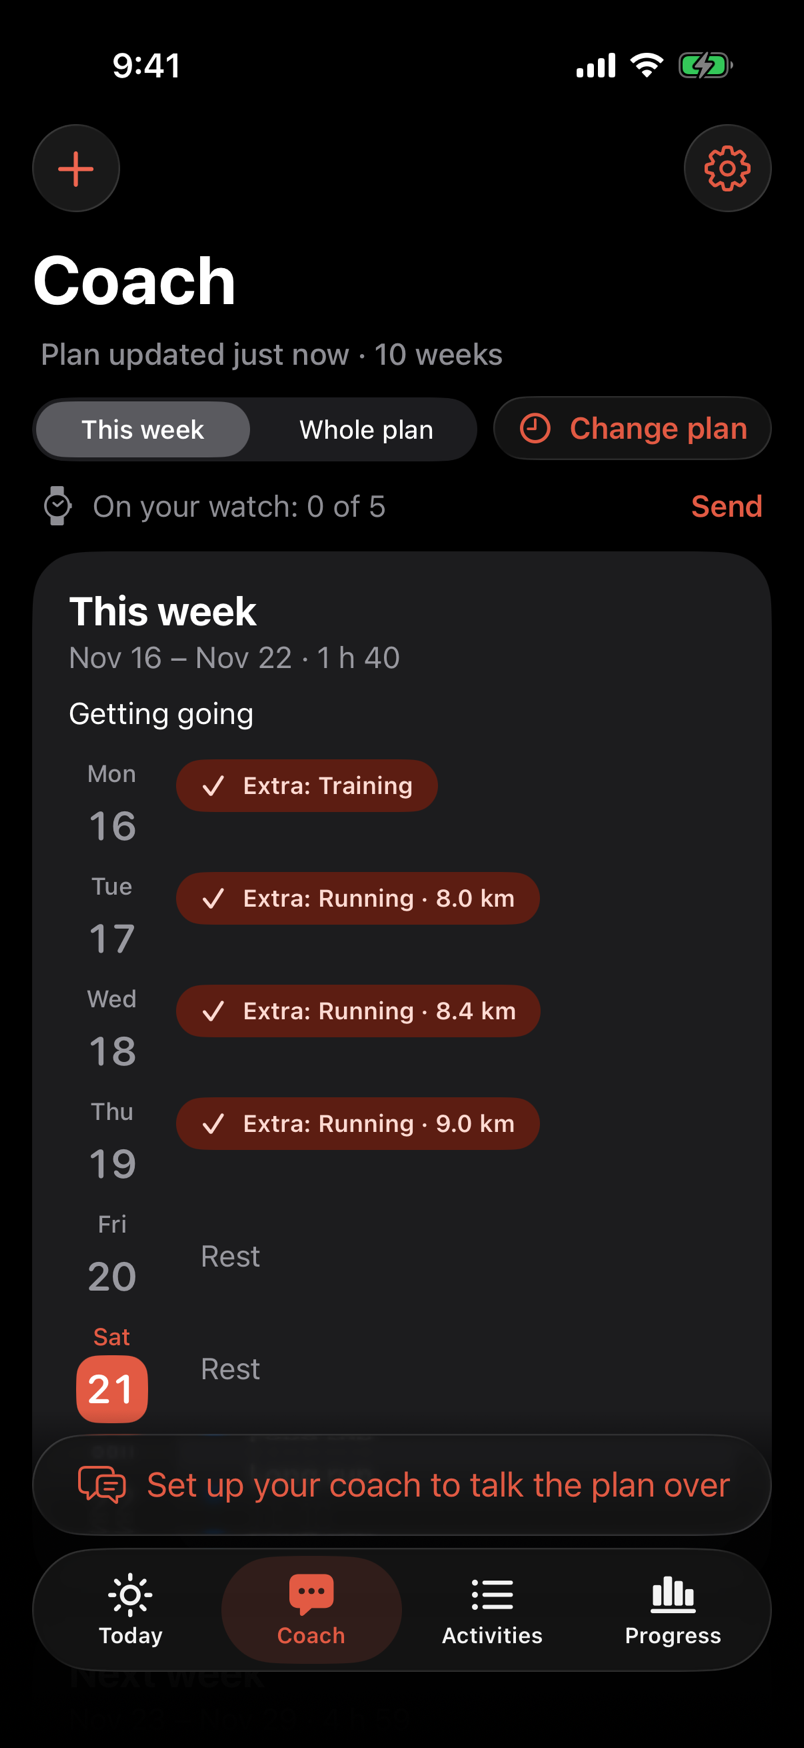 9:41
Coach
Plan updated just now · 10 weeks
This week
Whole plan
Change plan
On your watch: 0 of 5
Send
This week
Nov 16 – Nov 22 · 1 h 40
Getting going
Mon
16
Extra: Training
Tue
17
Extra: Running · 8.0 km
Wed
18
Extra: Running · 8.4 km
Thu
19
Extra: Running · 9.0 km
Fri
20
Rest
Sat
21
Rest
Set up your coach to talk the plan over
Today
Coach
Activities
Progress
Next week